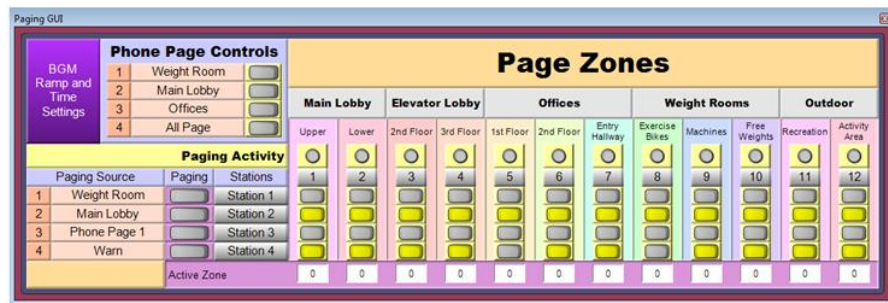 Paging GUI
BGM
Ramp and
Time
Settings
Phone Page Controls
1 Weight Room
2 Main Lobby
3 Offices
4 All Page
Page Zones
Main Lobby Elevator Lobby Offices Weight Rooms Outdoor
Upper Lower 2nd Floor 3rd Floor 1st Floor 2nd Floor Entry Hallway Exercise Bikes Machines Free Weights Recreation Activity Area
Paging Activity
Paging Source Paging Stations 1 2 3 4 5 6 7 8 9 10 11 12
1 Weight Room Station 1
2 Main Lobby Station 2
3 Phone Page 1 Station 3
4 Warn Station 4
Active Zone 0 0 0 0 0 0 0 0 0 0 0 0